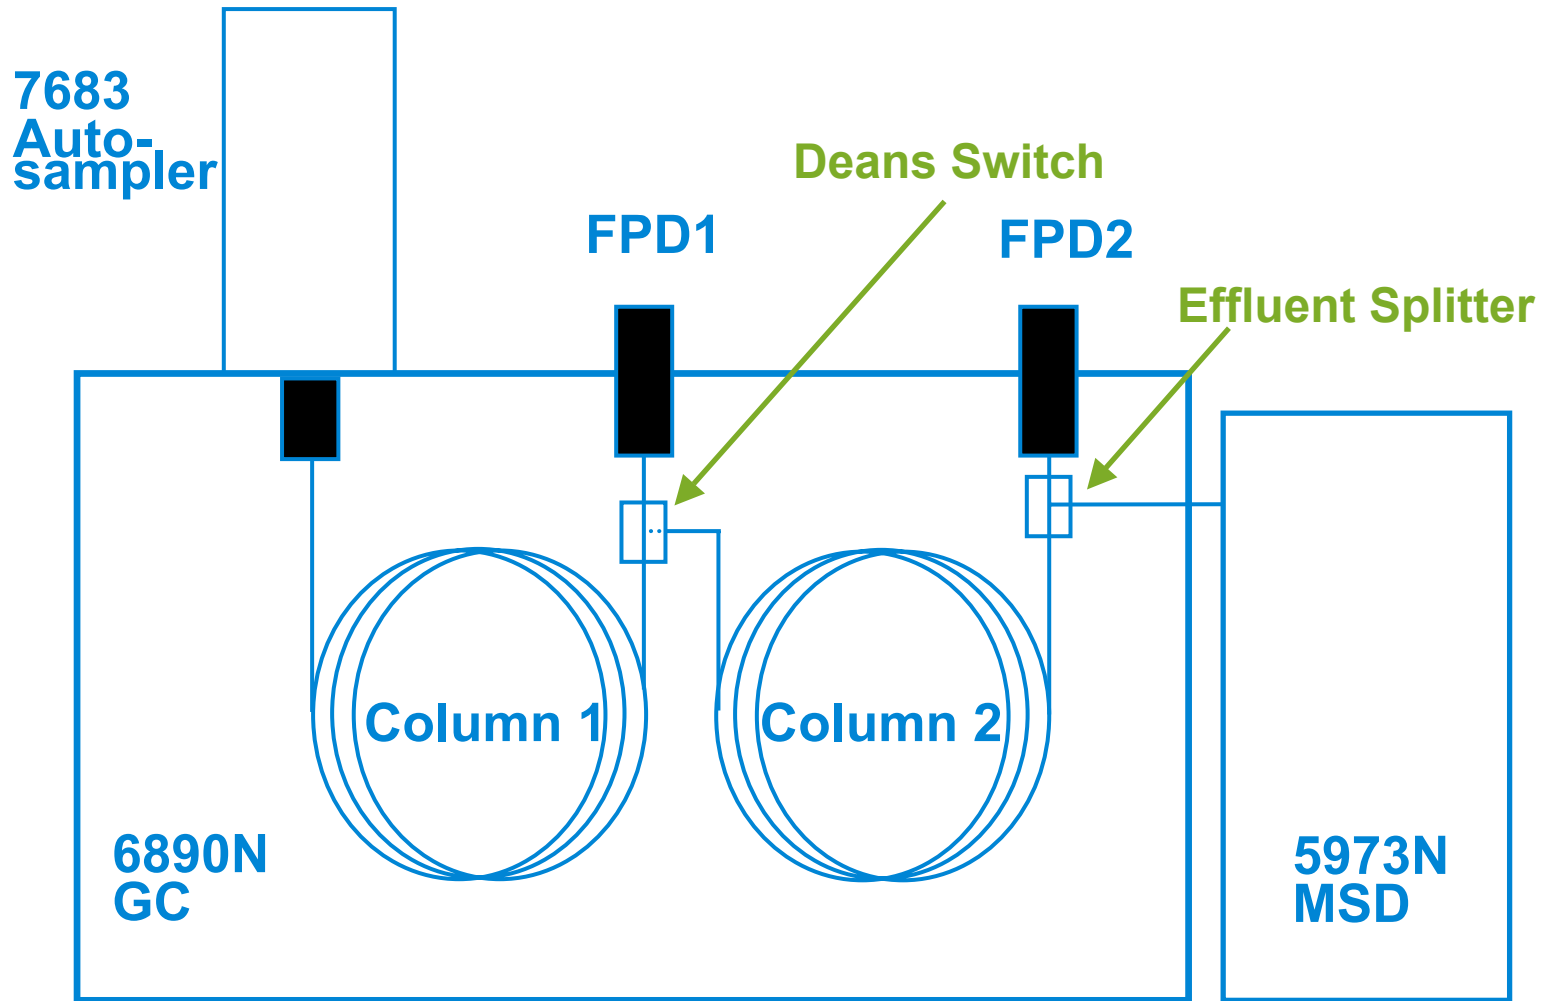 7683
Auto-
sampler
Deans Switch
FPD1
FPD2
Effluent Splitter
Column 1
Column 2
6890N
GC
5973N
MSD